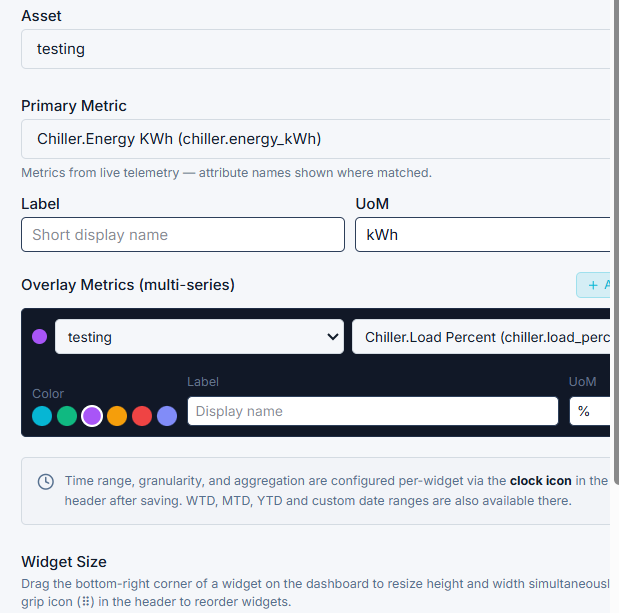 Asset
testing
Primary Metric
Chiller.Energy KWh (chiller.energy_kWh)
Metrics from live telemetry — attribute names shown where matched.
Label UoM
Short display name kWh
Overlay Metrics (multi-series) + A
testing Chiller.Load Percent (chiller.load_perc
Label UoM
Color
Display name %
Time range, granularity, and aggregation are configured per-widget via the clock icon in the
header after saving. WTD, MTD, YTD and custom date ranges are also available there.
Widget Size
Drag the bottom-right corner of a widget on the dashboard to resize height and width simultaneousl
grip icon (⠿) in the header to reorder widgets.